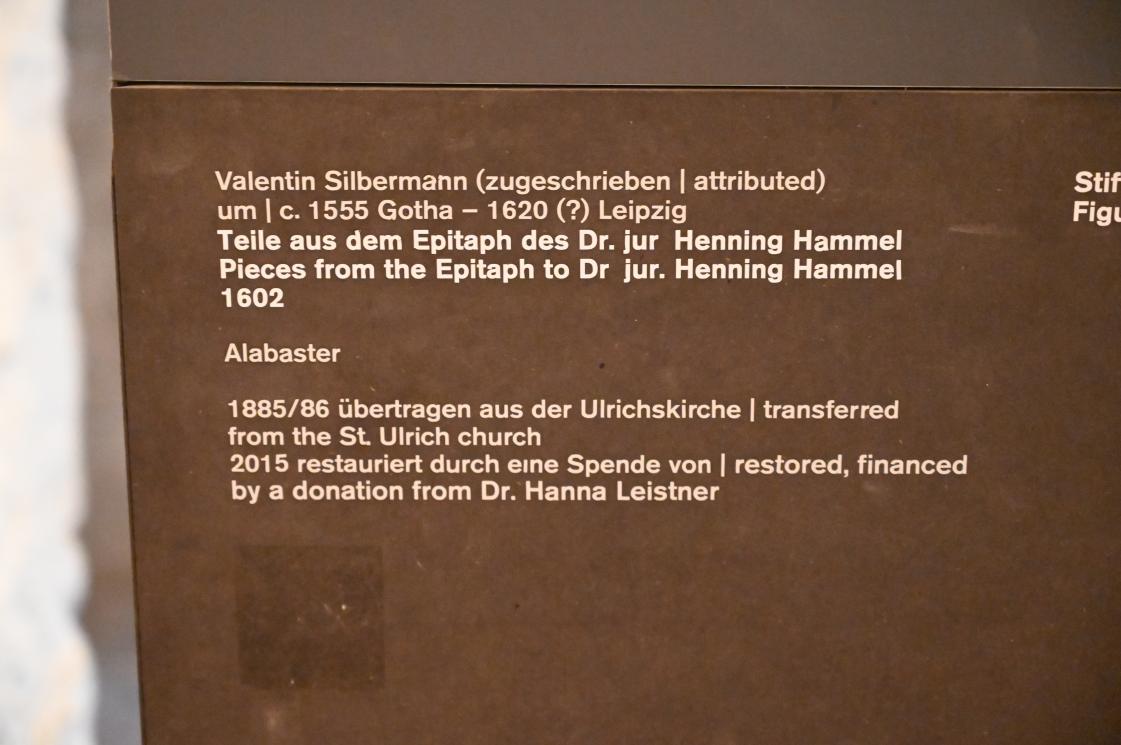 Valentin Silbermann (zugeschrieben | attributed)
um | c. 1555 Gotha – 1620 (?) Leipzig
Teile aus dem Epitaph des Dr. jur Henning Hammel
Pieces from the Epitaph to Dr jur. Henning Hammel
1602
Alabaster
1885/86 übertragen aus der Ulrichskirche | transferred
from the St. Ulrich church
2015 restauriert durch eine Spende von | restored, financed
by a donation from Dr. Hanna Leistner